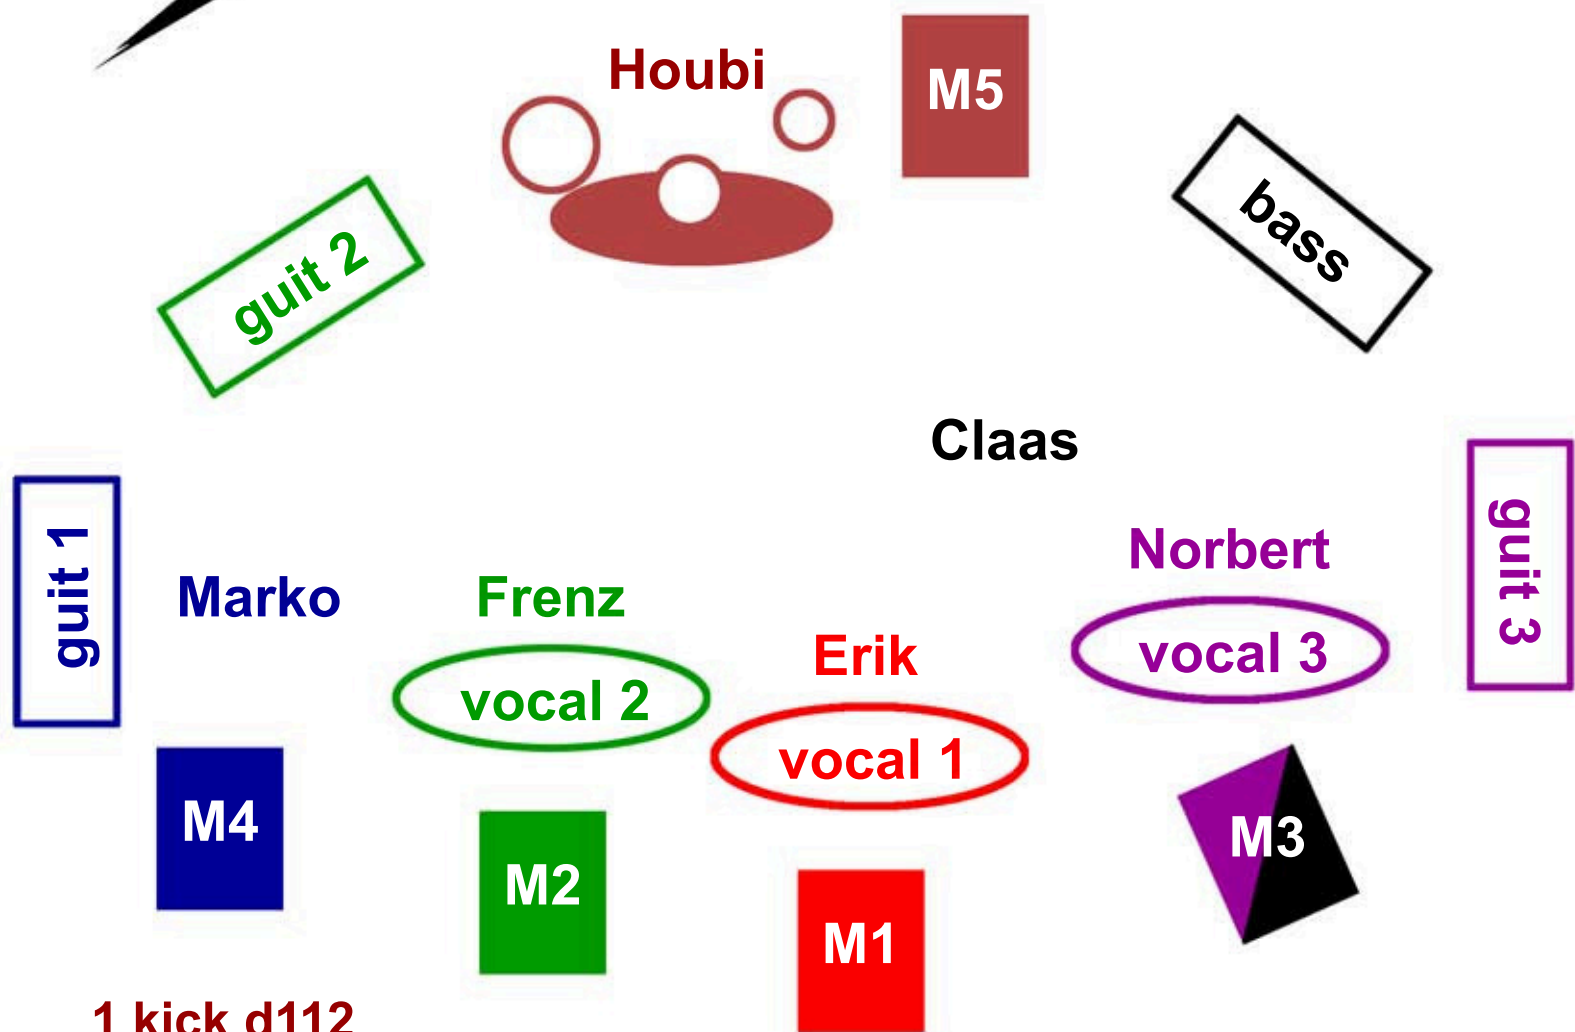 Houbi
M5
guit 2
bass
Claas
guit 1
Marko
Frenz
Norbert
guit 3
Erik
vocal 2
vocal 1
vocal 3
M4
M2
M1
M3
1 kick d112